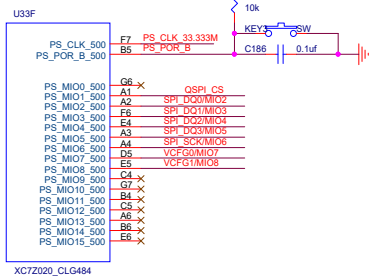 10k
U33F
KEY3 SW
PS_CLK_500 F7 PS_CLK_33.333M
PS_POR_B_500 B5 PS_POR_B
C186 0.1uf
PS_MIO0_500 G6
PS_MIO1_500 A1 QSPI_CS
PS_MIO2_500 A2 SPI_DQ0/MIO2
PS_MIO3_500 F6 SPI_DQ1/MIO3
PS_MIO4_500 E4 SPI_DQ2/MIO4
PS_MIO5_500 A3 SPI_DQ3/MIO5
PS_MIO6_500 A4 SPI_SCK/MIO6
PS_MIO7_500 D5 VCFG0/MIO7
PS_MIO8_500 E5 VCFG1/MIO8
PS_MIO9_500 C4
PS_MIO10_500 G7
PS_MIO11_500 B4
PS_MIO12_500 C5
PS_MIO13_500 A6
PS_MIO14_500 B6
PS_MIO15_500 E6
XC7Z020_CLG484